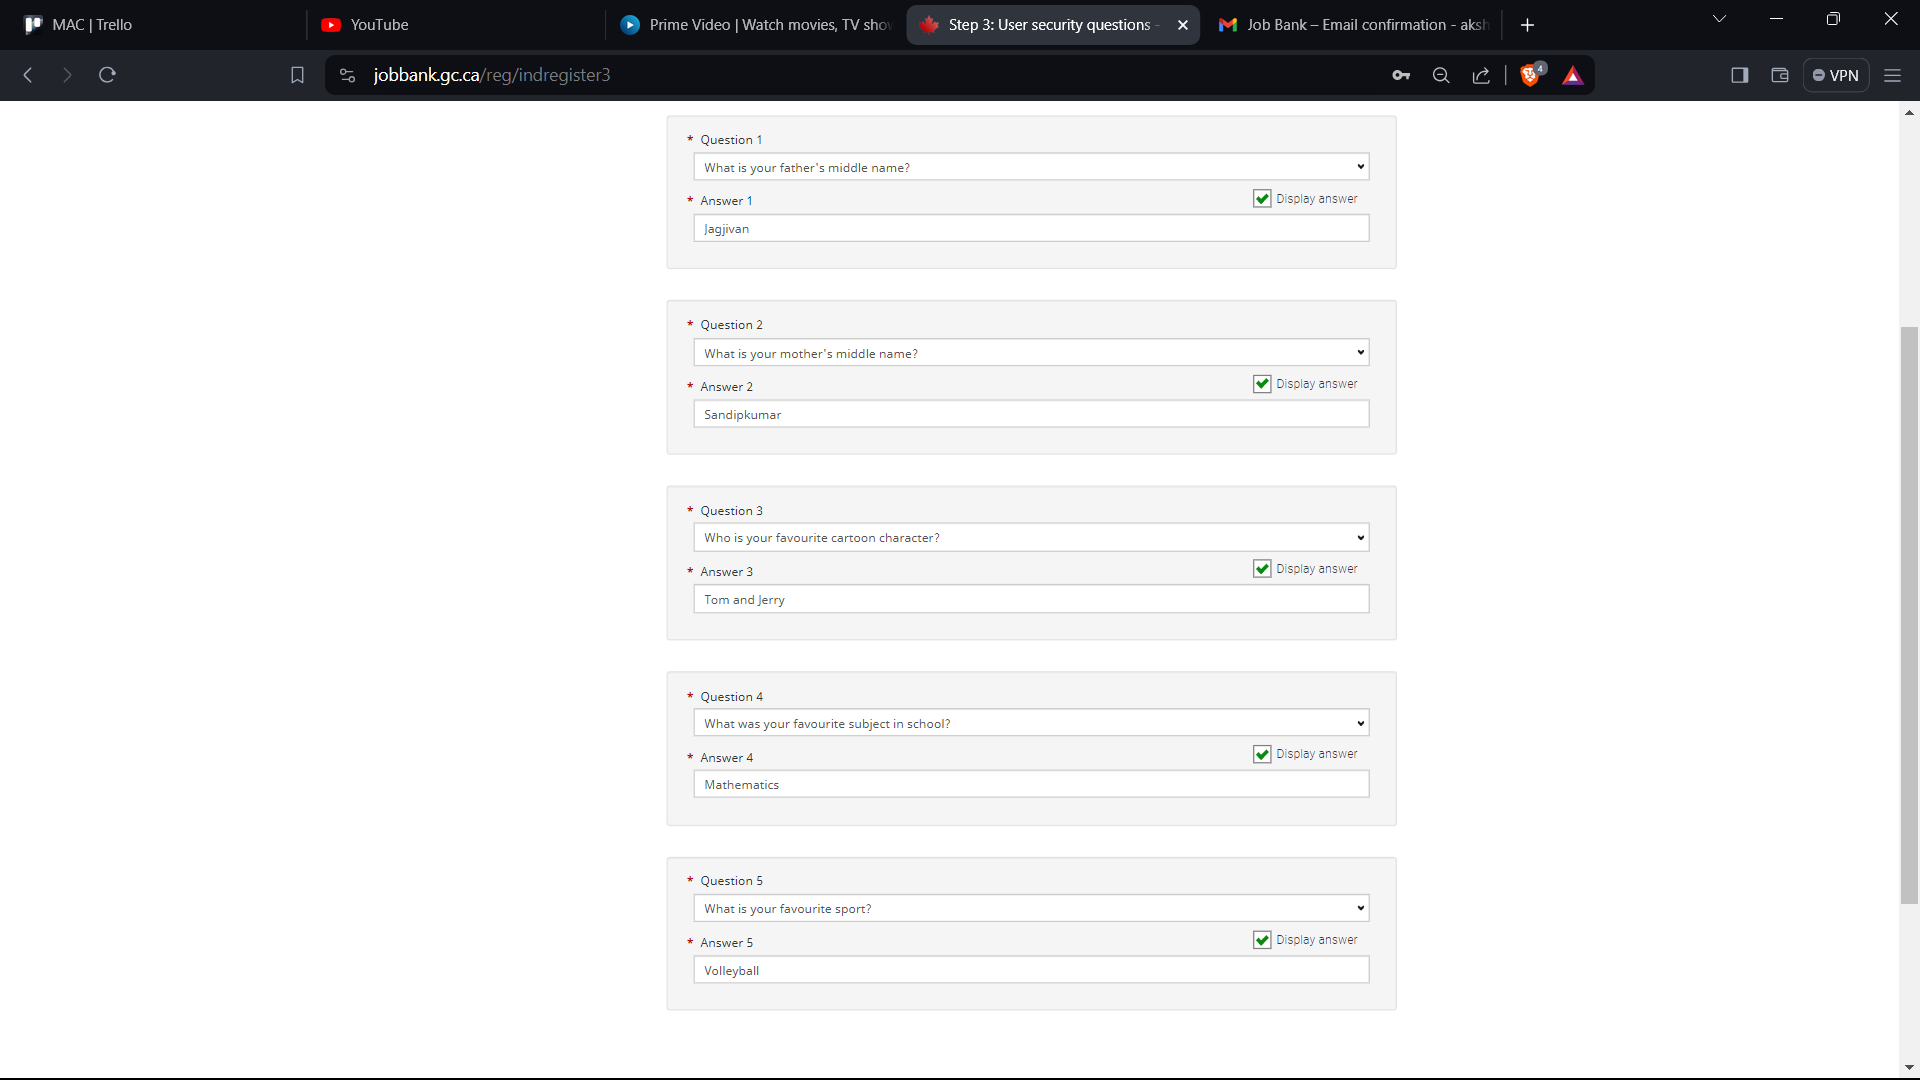 MAC | Trello
YouTube
Prime Video | Watch movies, TV show
Step 3: User security questions -
Job Bank – Email confirmation - aksh
jobbank.gc.ca/reg/indregister3
4
VPN
* Question 1
What is your father's middle name?
* Answer 1
Display answer
Jagjivan
* Question 2
What is your mother's middle name?
* Answer 2
Display answer
Sandipkumar
* Question 3
Who is your favourite cartoon character?
* Answer 3
Display answer
Tom and Jerry
* Question 4
What was your favourite subject in school?
* Answer 4
Display answer
Mathematics
* Question 5
What is your favourite sport?
* Answer 5
Display answer
Volleyball